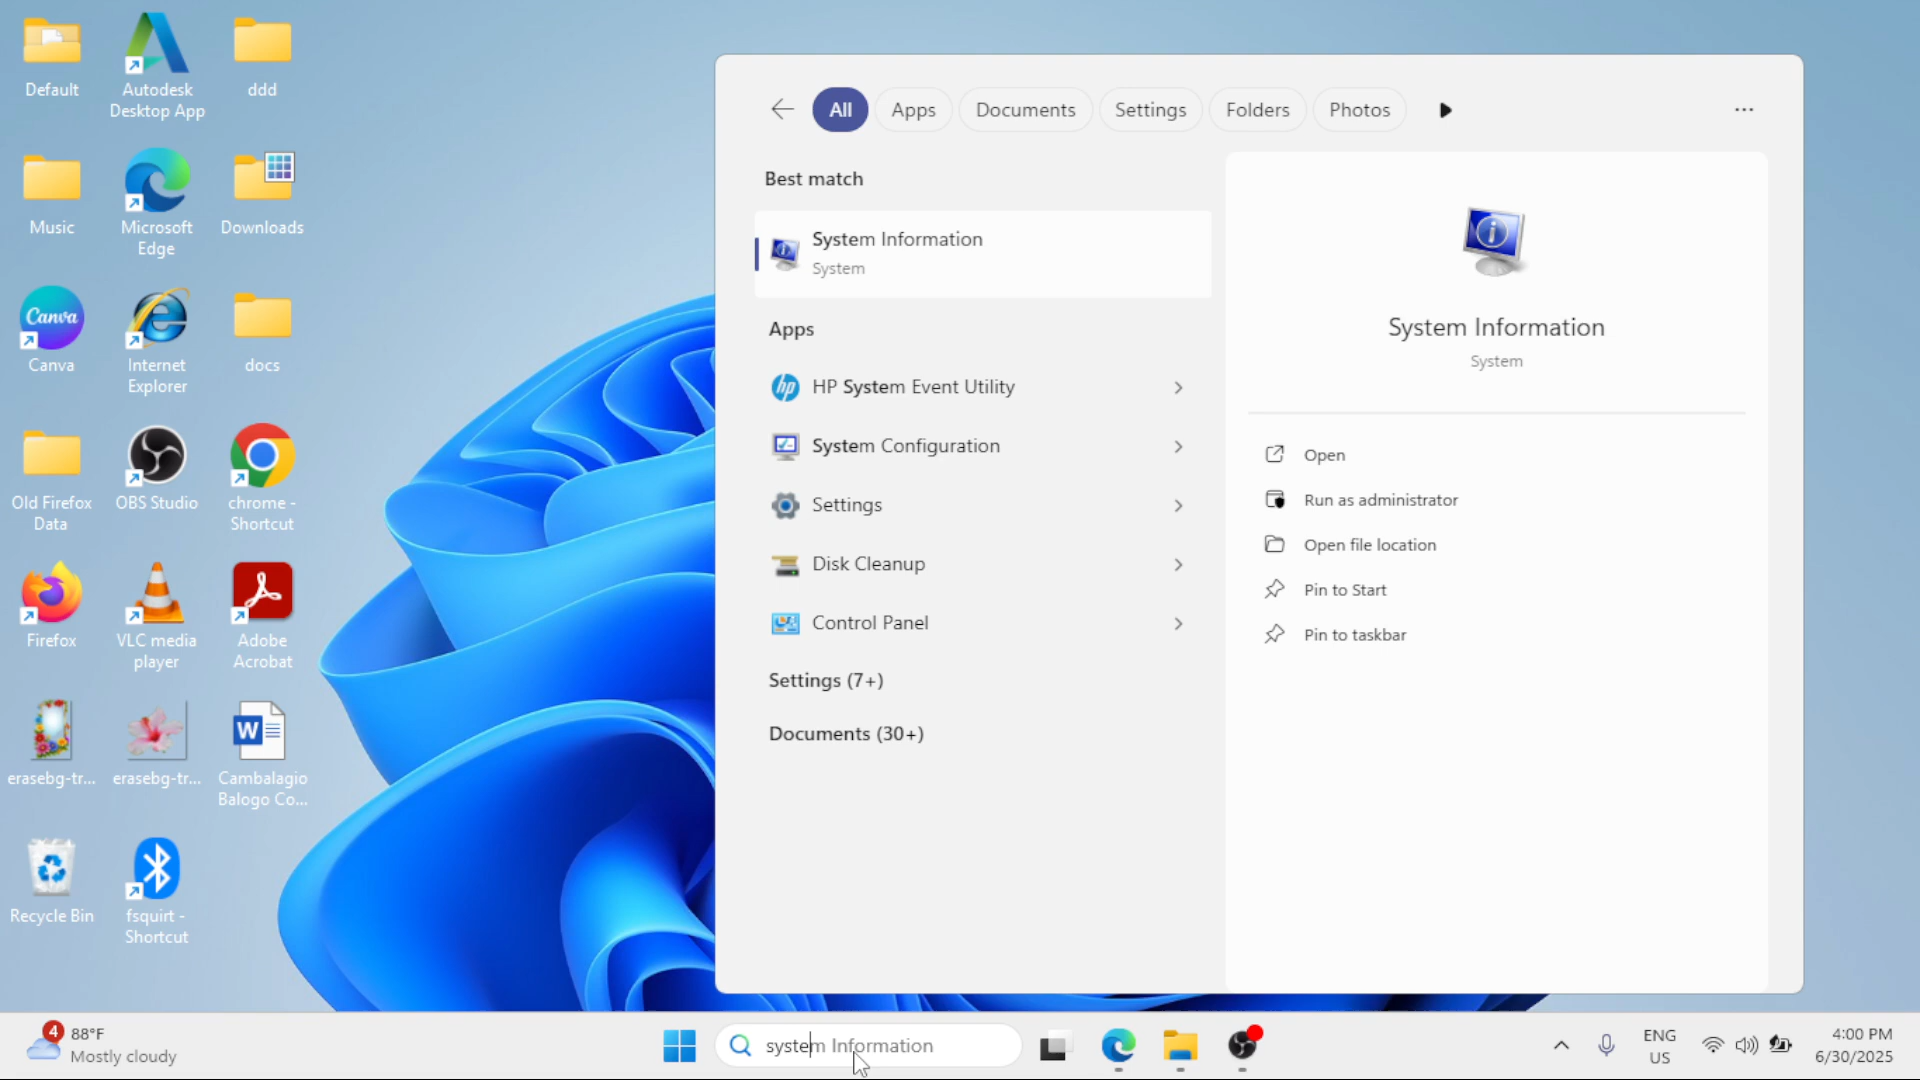 Default
Autodesk
Desktop App
ddd
Music
Microsoft
Edge
Downloads
Canva
Canva
Internet
Explorer
docs
Old Firefox
Data
OBS Studio
chrome -
Shortcut
Firefox
VLC media
player
Adobe
Acrobat
erasebg-tr...
erasebg-tr...
W
Cambalagio
Balogo Co...
Recycle Bin
fsquirt -
Shortcut
All
Apps
Documents
Settings
Folders
Photos
...
Best match
System Information
System
Apps
hp
HP System Event Utility
System Configuration
Settings
Disk Cleanup
Control Panel
Settings (7+)
Documents (30+)
System Information
System
Open
Run as administrator
Open file location
Pin to Start
Pin to taskbar
4
88°F
Mostly cloudy
system Information
ENG
US
4:00 PM
6/30/2025